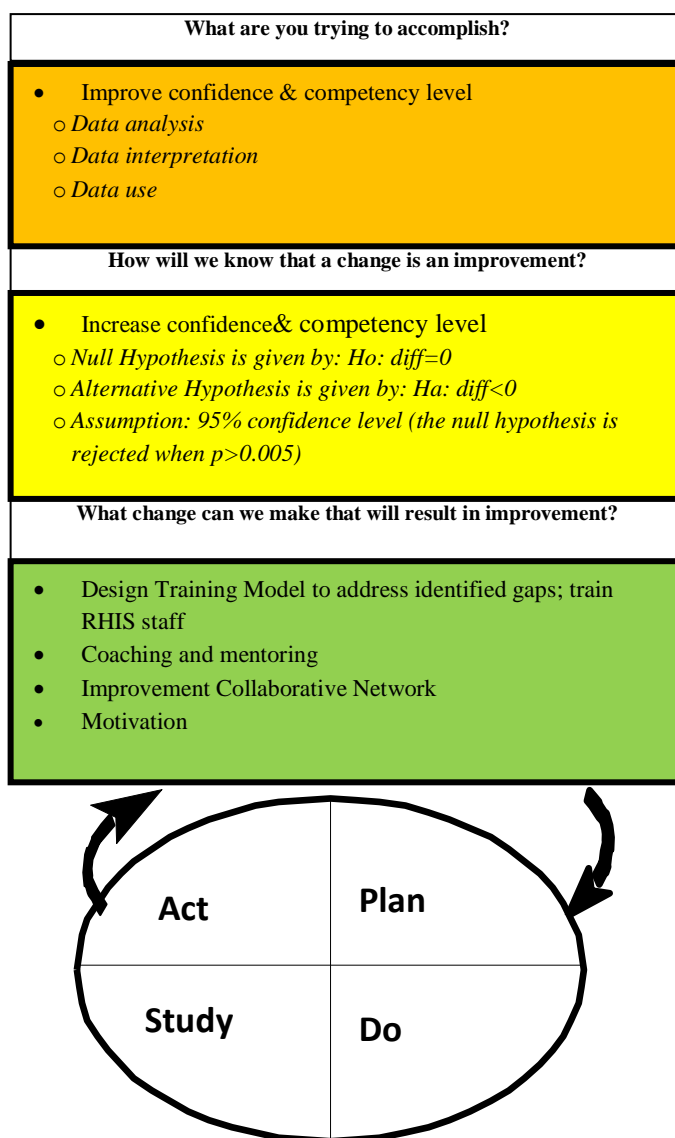 What are you trying to accomplish?
• Improve confidence & competency level
o Data analysis
o Data interpretation
o Data use
How will we know that a change is an improvement?
• Increase confidence& competency level
o Null Hypothesis is given by: Ho: diff=0
o Alternative Hypothesis is given by: Ha: diff<0
o Assumption: 95% confidence level (the null hypothesis is
rejected when p>0.005)
What change can we make that will result in improvement?
• Design Training Model to address identified gaps; train
RHIS staff
• Coaching and mentoring
• Improvement Collaborative Network
• Motivation
Act
Plan
Study
Do